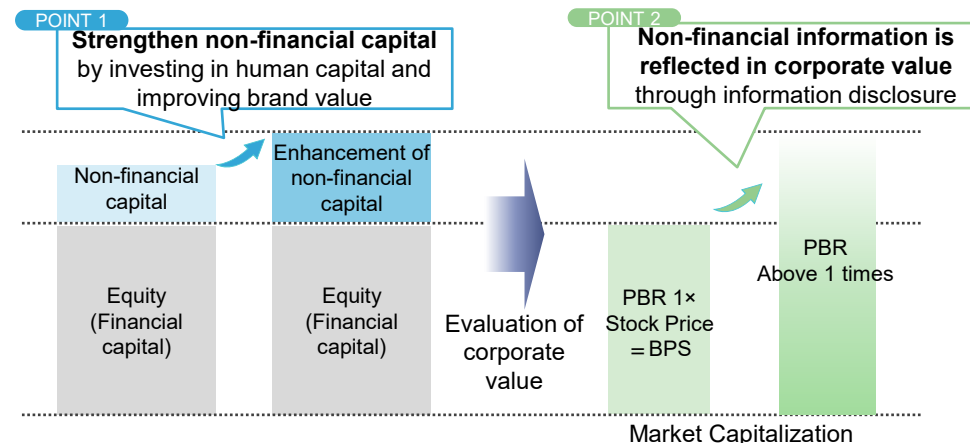 POINT 1
Strengthen non-financial capital
by investing in human capital and
improving brand value
POINT 2
Non-financial information is
reflected in corporate value
through information disclosure
Non-financial
capital
Enhancement of
non-financial
capital
Equity
(Financial
capital)
Equity
(Financial
capital)
Evaluation of
corporate
value
PBR 1×
Stock Price
＝BPS
PBR
Above 1 times
Market Capitalization